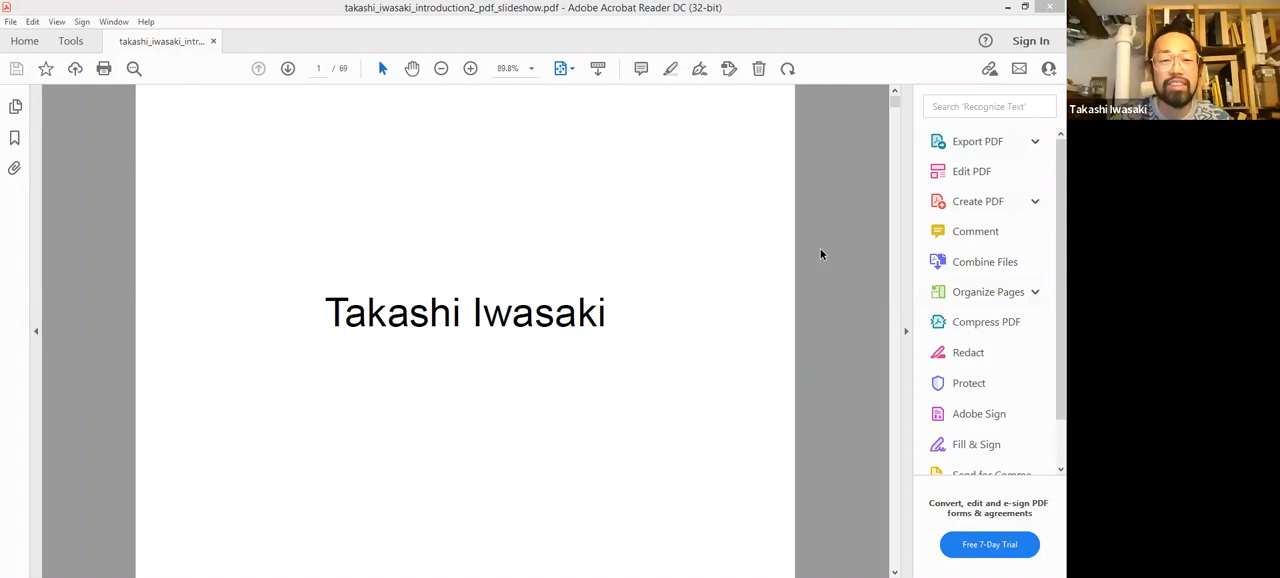 takashi_iwasaki_introduction2_pdf_slideshow.pdf - Adobe Acrobat Reader DC (32-bit)
File Edit View Sign Window Help
Home Tools takashi_iwasaki_intr... × Sign In
1 / 69 89.8%
Search 'Recognize Text'
Export PDF
Edit PDF
Create PDF
Comment
Combine Files
Organize Pages
Compress PDF
Redact
Protect
Adobe Sign
Fill & Sign
Convert, edit and e-sign PDF
forms & agreements
Free 7-Day Trial
Takashi Iwasaki
Takashi Iwasaki